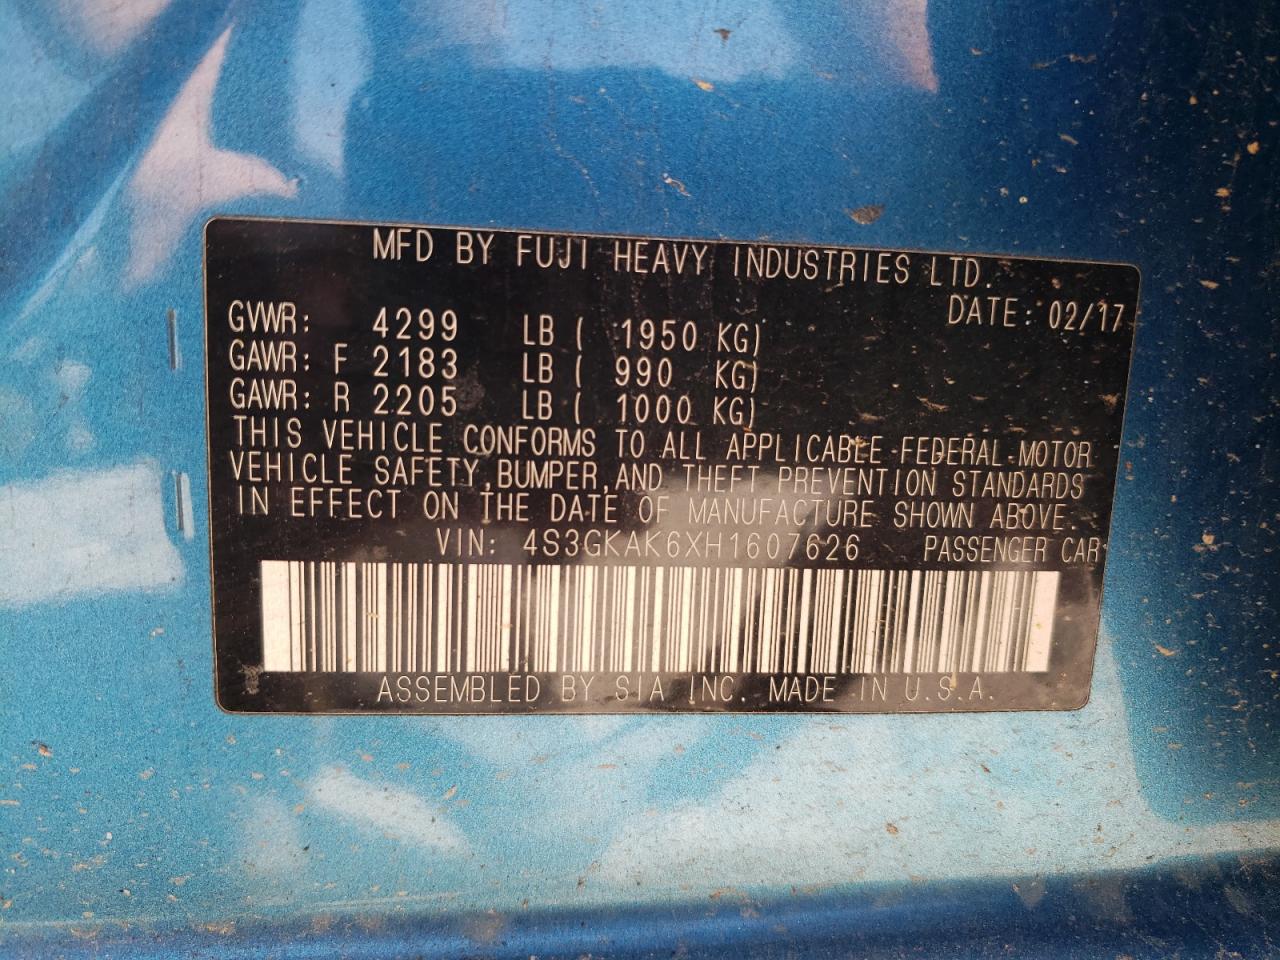 MFD BY FUJI HEAVY INDUSTRIES LTD.
DATE: 02/17
GVWR: 4299 LB ( 1950 KG)
GAWR: F 2183 LB ( 990 KG)
GAWR: R 2205 LB ( 1000 KG)
THIS VEHICLE CONFORMS TO ALL APPLICABLE FEDERAL MOTOR
VEHICLE SAFETY, BUMPER, AND THEFT PREVENTION STANDARDS
IN EFFECT ON THE DATE OF MANUFACTURE SHOWN ABOVE.
VIN: 4S3GKAK6XH1607626 PASSENGER CAR
ASSEMBLED BY SIA INC. MADE IN U.S.A.